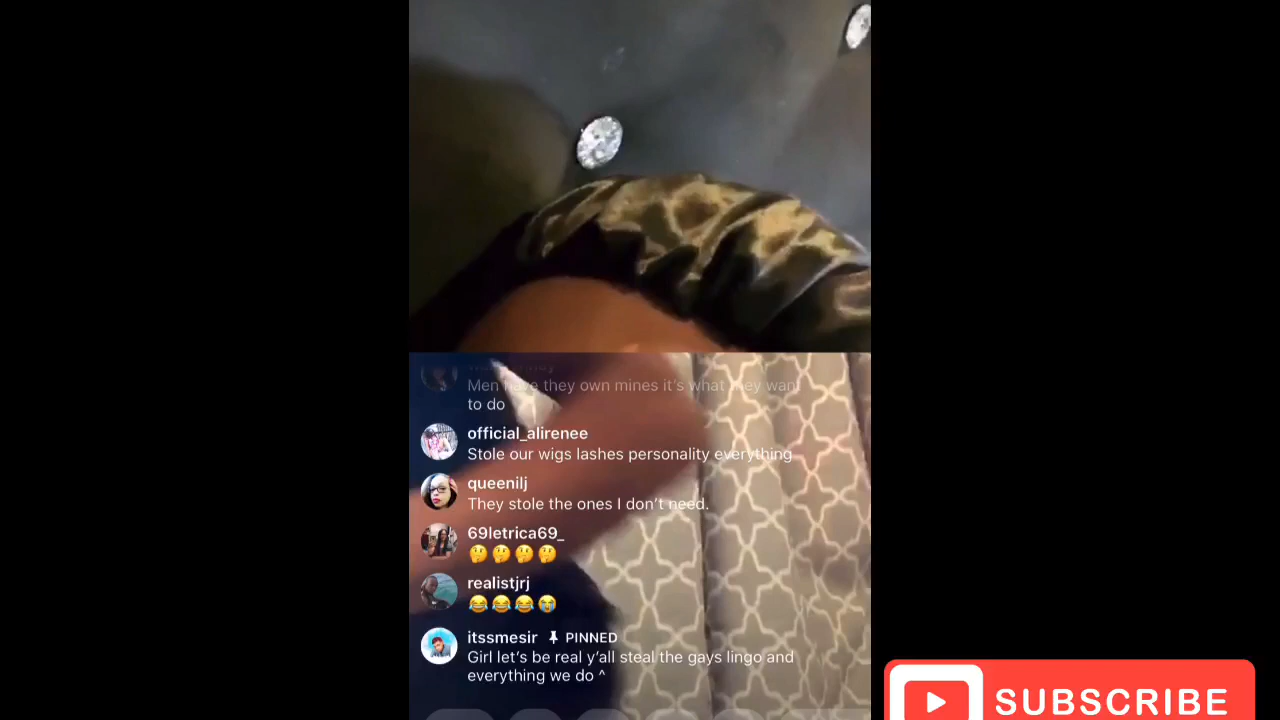 Men have they own mines it's what they want
to do
official_alirenee
Stole our wigs lashes personality everything
queenilj
They stole the ones I don't need.
69letrica69_
🤔🤔🤔🤔
realistjrj
😂😂😂😭
itssmesir PINNED
Girl let's be real y'all steal the gays lingo and
everything we do ^
SUBSCRIBE